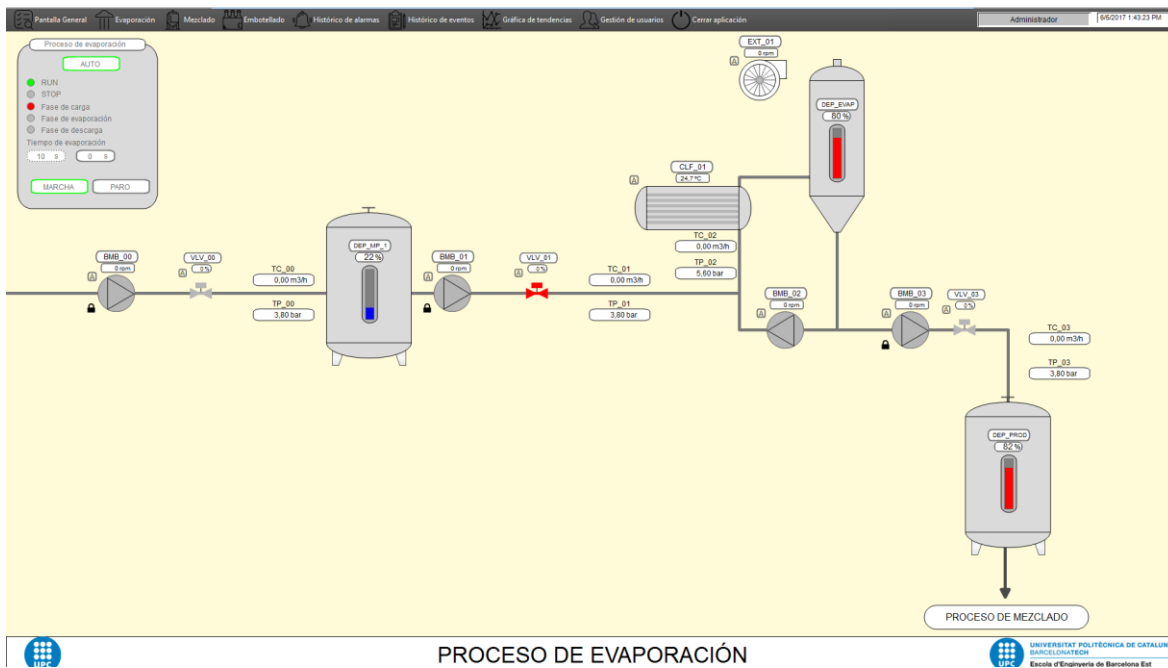 Pantalla General
Evaporación
Mezclado
Embotellado
Histórico de alarmas
Histórico de eventos
Gráfica de tendencias
Gestión de usuarios
Cerrar aplicación
Administrador
6/5/2017 1:43:23 PM
Proceso de evaporación
AUTO
RUN
STOP
Fase de carga
Fase de evaporación
Fase de descarga
Tiempo de evaporación
10 s
0 s
MARCHA
PARO
EXT_01
0 rpm
A
DEP_EVAP
80 %
CLF_01
24,7 ºC
A
TC_02
0,00 m3/h
TP_02
5,60 bar
BMB_00
0 rpm
A
VLV_00
0 %
A
TC_00
0,00 m3/h
TP_00
3,80 bar
DEP_MP_1
22 %
BMB_01
0 rpm
A
VLV_01
0 %
A
TC_01
0,00 m3/h
TP_01
3,80 bar
BMB_02
0 rpm
A
BMB_03
0 rpm
A
VLV_03
0 %
A
TC_03
0,00 m3/h
TP_03
3,80 bar
DEP_PROD
82 %
PROCESO DE MEZCLADO
UPC
PROCESO DE EVAPORACIÓN
UPC
UNIVERSITAT POLITÈCNICA DE CATALU
BARCELONATECH
Escola d'Enginyeria de Barcelona Est